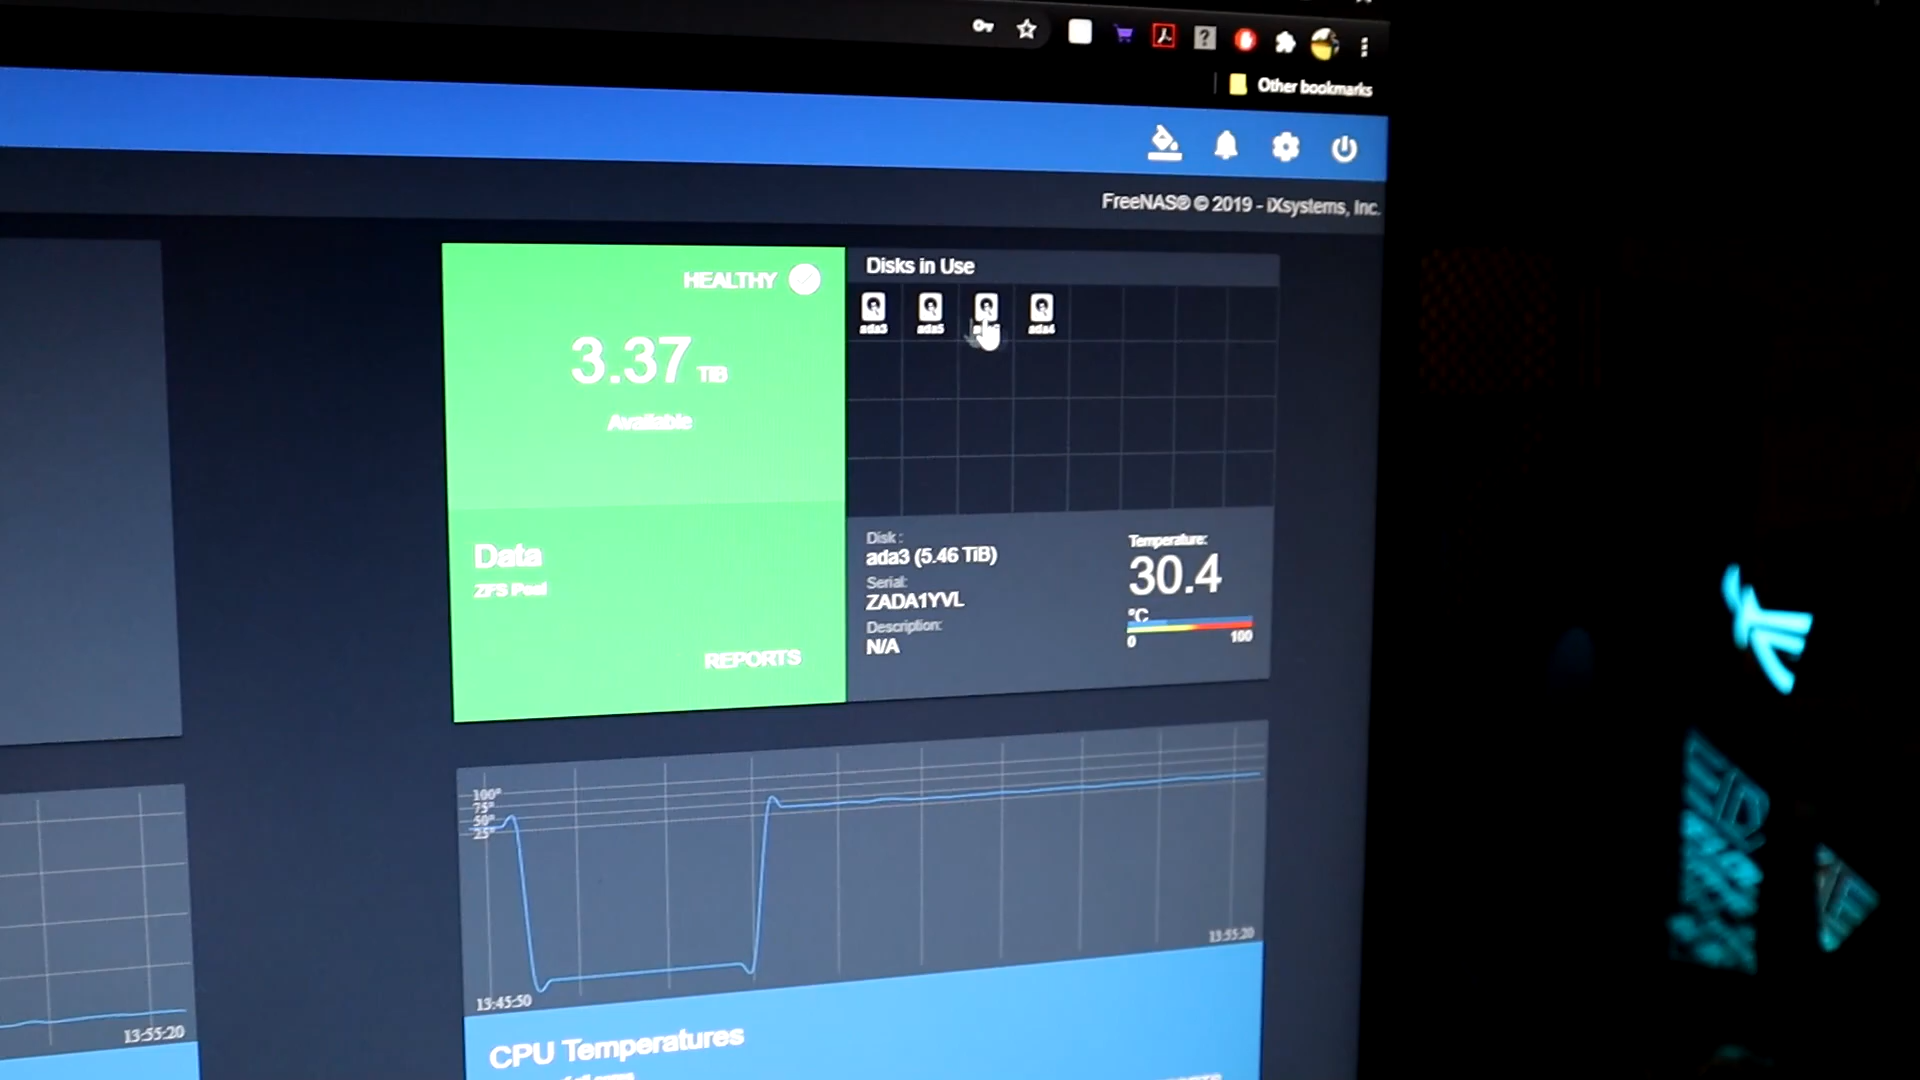 Other bookmarks
FreeNAS® © 2019 - iXsystems, Inc.
HEALTHY
3.37 TiB
Available
Data
ZFS Pool
REPORTS
Disks in Use
ada3 ada5 ada4
Disk :
ada3 (5.46 TiB)
Serial:
ZADA1YVL
Description:
N/A
Temperature:
30.4
°C
0 100
100°
75°
50°
25°
13:45:50
13:55:20
CPU Temperatures
13:55:20